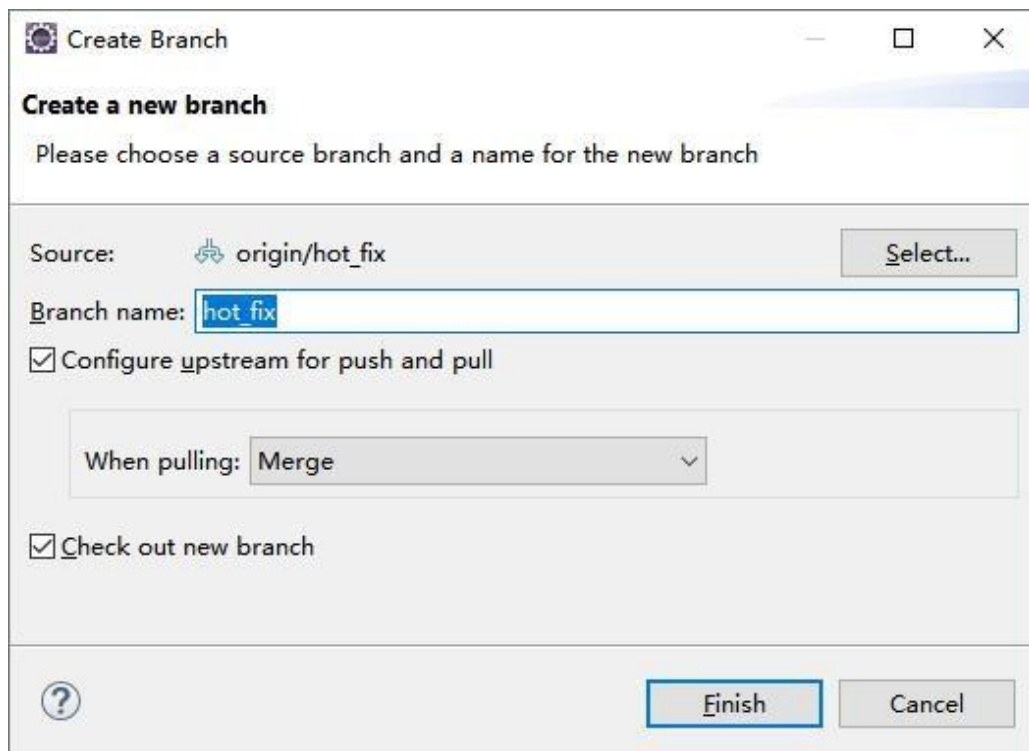 Create Branch
Create a new branch
Please choose a source branch and a name for the new branch
Source: origin/hot_fix Select...
Branch name: hot_fix
Configure upstream for push and pull
When pulling: Merge
Check out new branch
? Finish Cancel